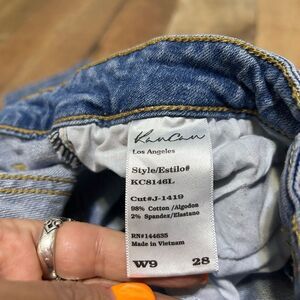 KanCan
Los Angeles
Style/Estilo#
KC8146L
Cut#J-1419
98% Cotton /Algodon
2% Spandex/Elastano
RN#144635
Made in Vietnam
W9 28